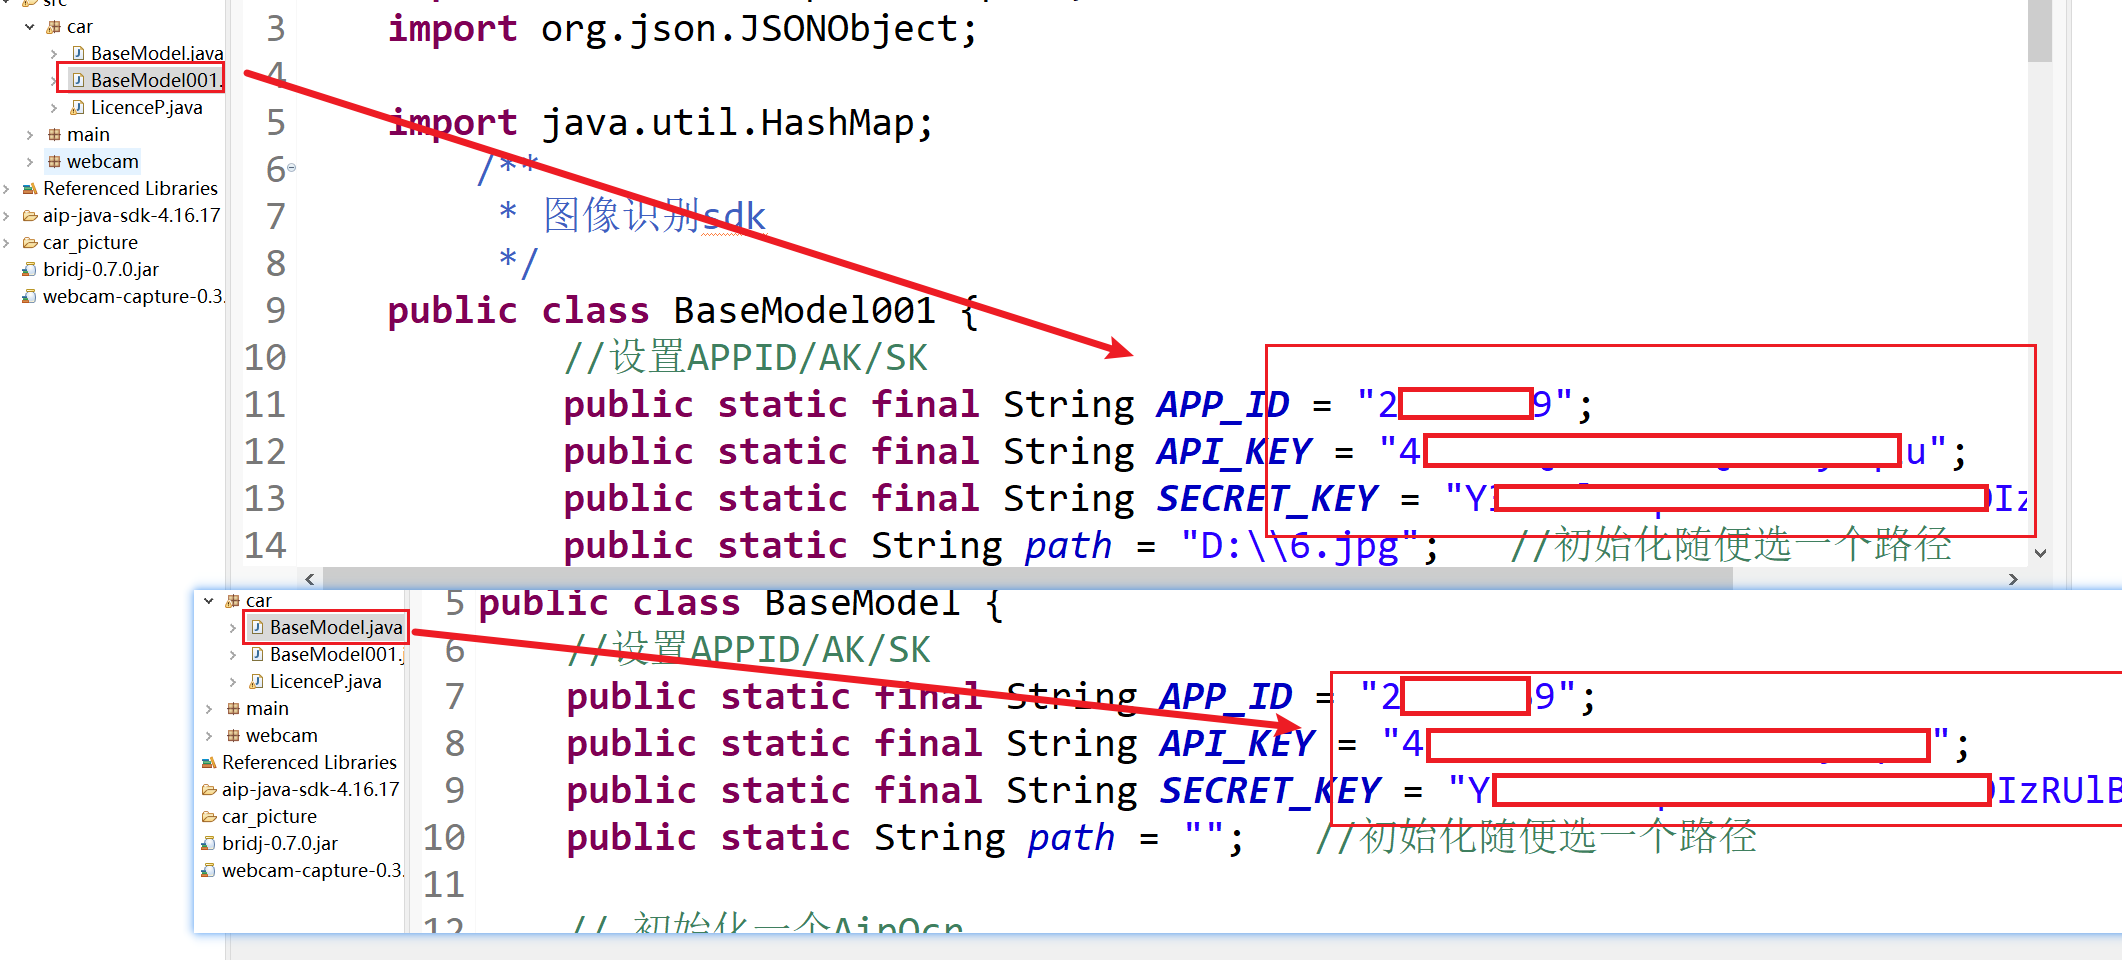 src
car
BaseModel.java
BaseModel001.
LicenceP.java
main
webcam
Referenced Libraries
aip-java-sdk-4.16.17
car_picture
bridj-0.7.0.jar
webcam-capture-0.3.
3 import org.json.JSONObject;
4
5 import java.util.HashMap;
6 /**
7 * 图像识别sdk
8 */
9 public class BaseModel001 {
10 //设置APPID/AK/SK
11 public static final String APP_ID = "2 9";
12 public static final String API_KEY = "4 u";
13 public static final String SECRET_KEY = "Y Iz
14 public static String path = "D:\\6.jpg"; //初始化随便选一个路径
car
BaseModel.java
BaseModel001.j
LicenceP.java
main
webcam
Referenced Libraries
aip-java-sdk-4.16.17
car_picture
bridj-0.7.0.jar
webcam-capture-0.3.
5 public class BaseModel {
6 //设置APPID/AK/SK
7 public static final String APP_ID = "2 9";
8 public static final String API_KEY = "4 ";
9 public static final String SECRET_KEY = "Y IzRUlB
10 public static String path = ""; //初始化随便选一个路径
11
12 // 初始化一个AipOcr